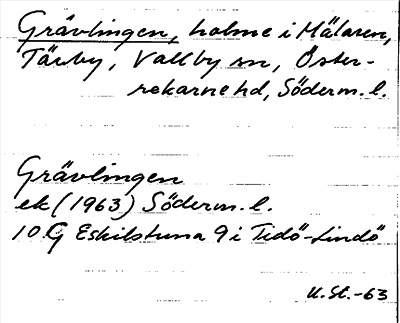 Grävlingen, holme i Mälaren,
Tärby, Vallby sn, Öster-
rekarne hd, Söderm. l.
Grävlingen
ek (1963) Söderm. l.
10 G Eskilstuna 9 i Tidö-Lindö
U. St. -63